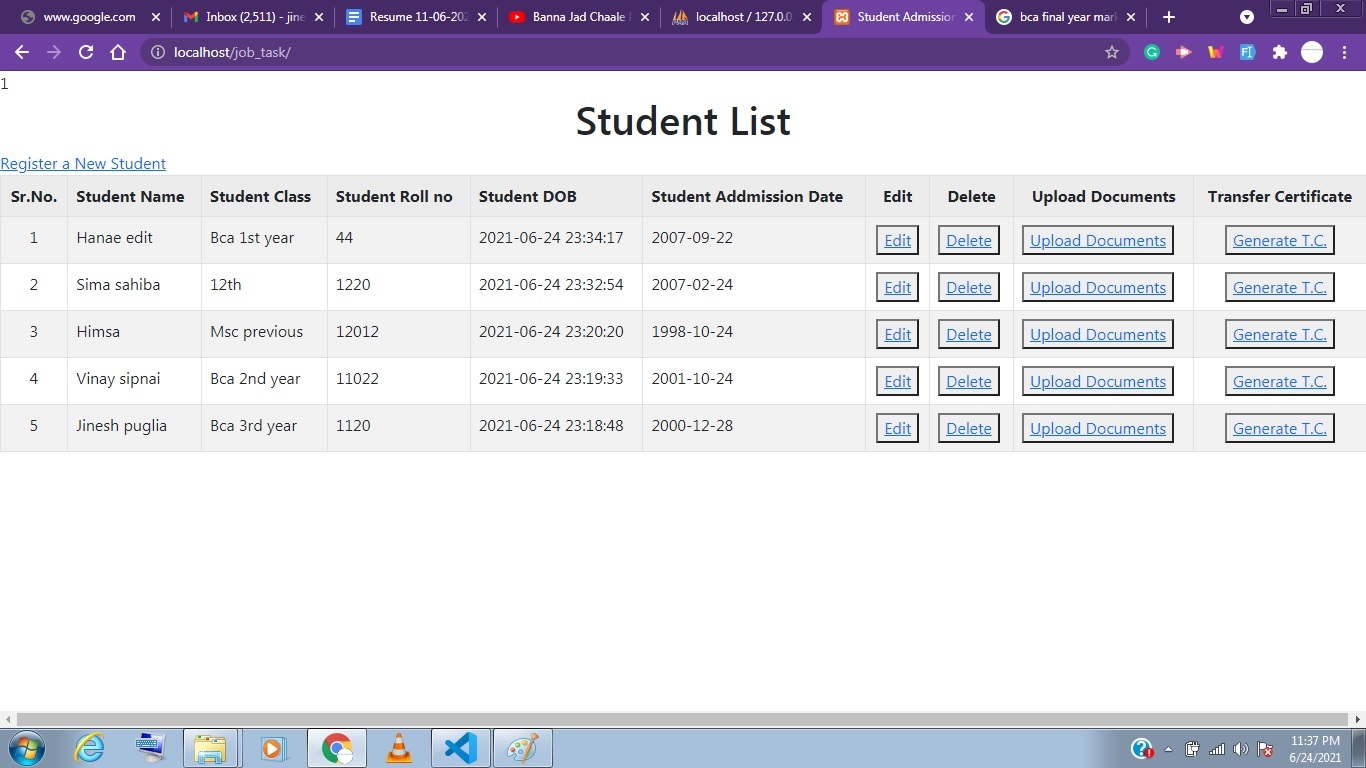 www.google.com Inbox (2,511) - jine Resume 11-06-202 Banna Jad Chaale localhost / 127.0.0 Student Admission bca final year mark
localhost/job_task/
1
Student List
Register a New Student
Sr.No. Student Name Student Class Student Roll no Student DOB Student Addmission Date Edit Delete Upload Documents Transfer Certificate
1 Hanae edit Bca 1st year 44 2021-06-24 23:34:17 2007-09-22 Edit Delete Upload Documents Generate T.C.
2 Sima sahiba 12th 1220 2021-06-24 23:32:54 2007-02-24 Edit Delete Upload Documents Generate T.C.
3 Himsa Msc previous 12012 2021-06-24 23:20:20 1998-10-24 Edit Delete Upload Documents Generate T.C.
4 Vinay sipnai Bca 2nd year 11022 2021-06-24 23:19:33 2001-10-24 Edit Delete Upload Documents Generate T.C.
5 Jinesh puglia Bca 3rd year 1120 2021-06-24 23:18:48 2000-12-28 Edit Delete Upload Documents Generate T.C.
11:37 PM
6/24/2021